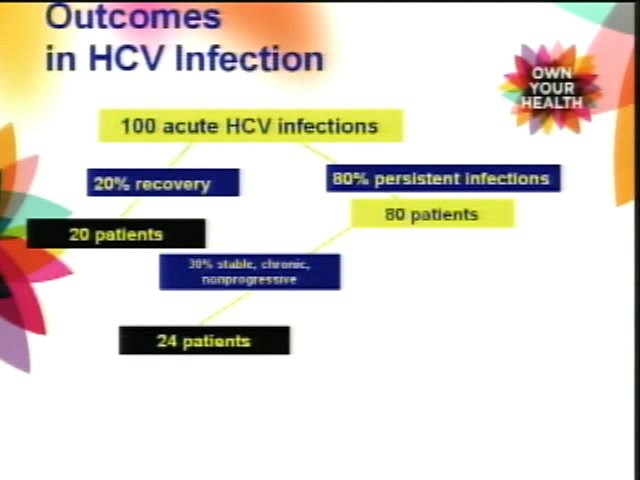 Outcomes
in HCV Infection
OWN
YOUR
HEALTH
100 acute HCV infections
20% recovery
80% persistent infections
80 patients
20 patients
30% stable, chronic,
nonprogressive
24 patients